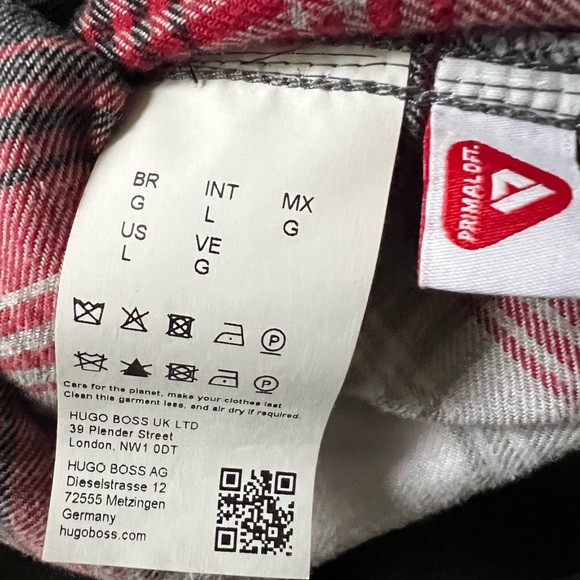 BR
G
INT
L
MX
G
US
L
VE
G
P
P
Care for the planet, make your clothes last
Clean this garment less, and air dry if required.
HUGO BOSS UK LTD
39 Plender Street
London, NW1 0DT
HUGO BOSS AG
Dieselstrasse 12
72555 Metzingen
Germany
hugoboss.com
PRIMALOFT.